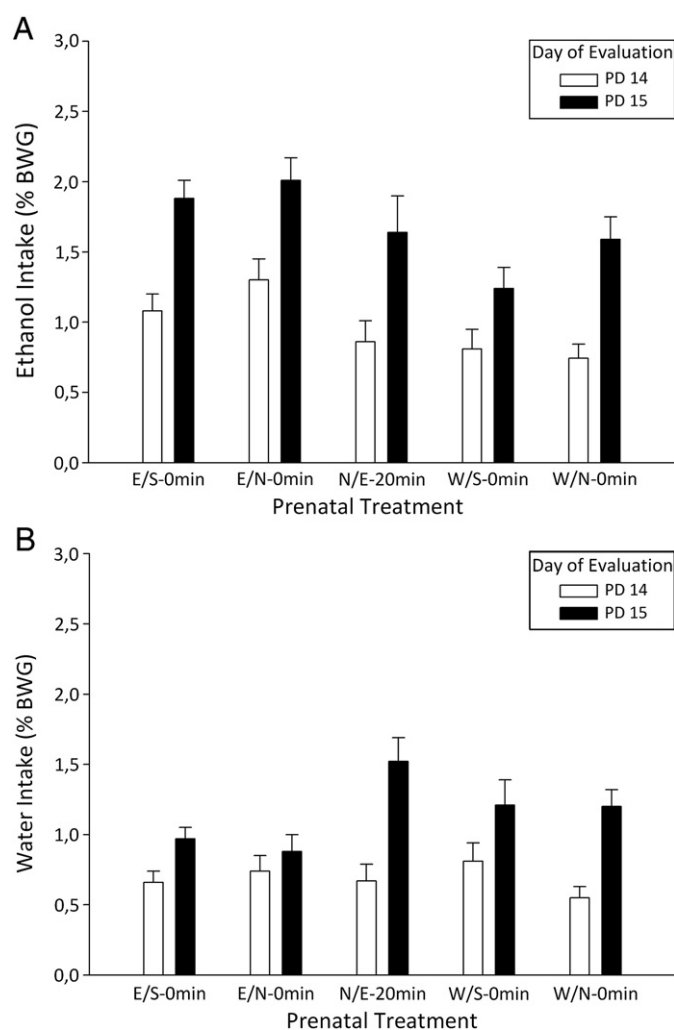 A
Ethanol Intake (% BWG)
3,0
2,5
2,0
1,5
1,0
0,5
0,0
Day of Evaluation
PD 14
PD 15
E/S-0min E/N-0min N/E-20min W/S-0min W/N-0min
Prenatal Treatment
B
Water Intake (% BWG)
3,0
2,5
2,0
1,5
1,0
0,5
0,0
Day of Evaluation
PD 14
PD 15
E/S-0min E/N-0min N/E-20min W/S-0min W/N-0min
Prenatal Treatment